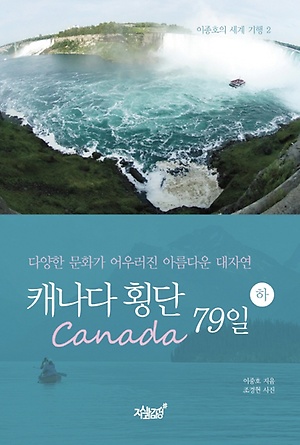 이종호의 세계 기행 2
다양한 문화가 어우러진 아름다운 대자연
캐나다 횡단
Canada 79일 하
이종호 지음
조경현 사진
지식과감성#